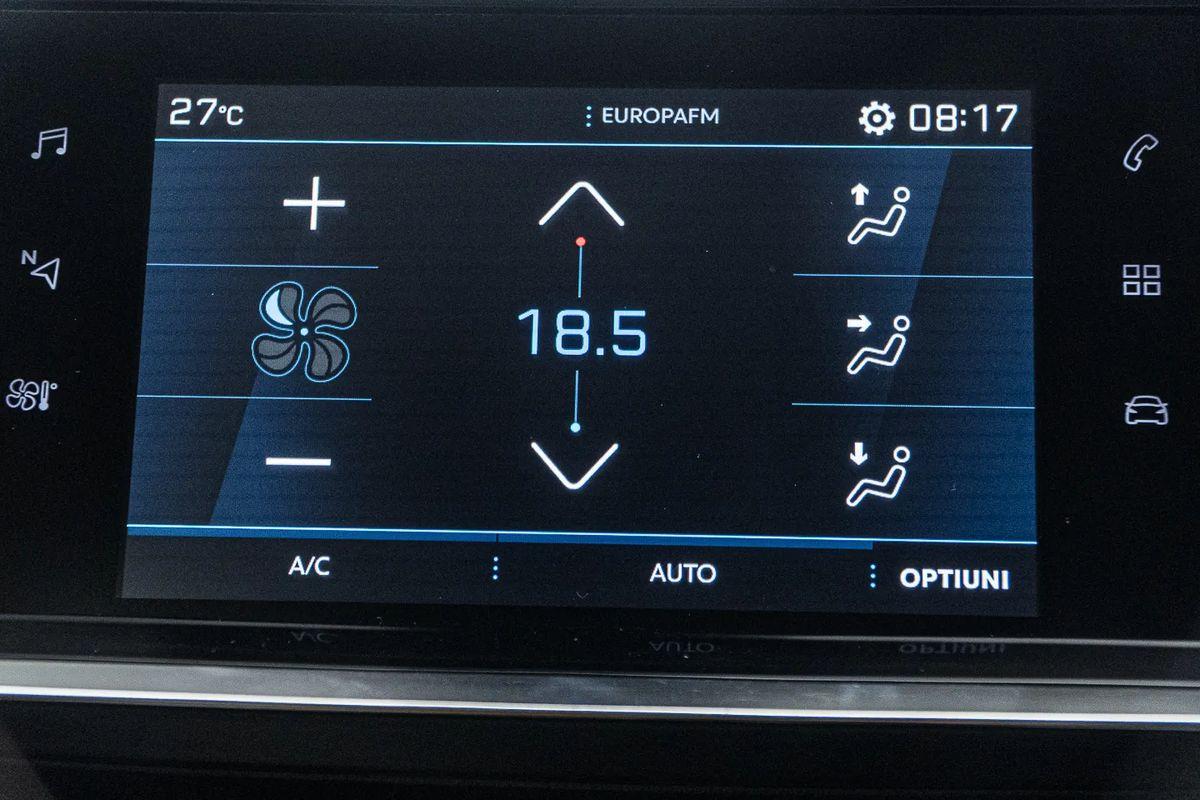 27°C
EUROPAFM
08:17
N
18.5
A/C
AUTO
OPTIUNI